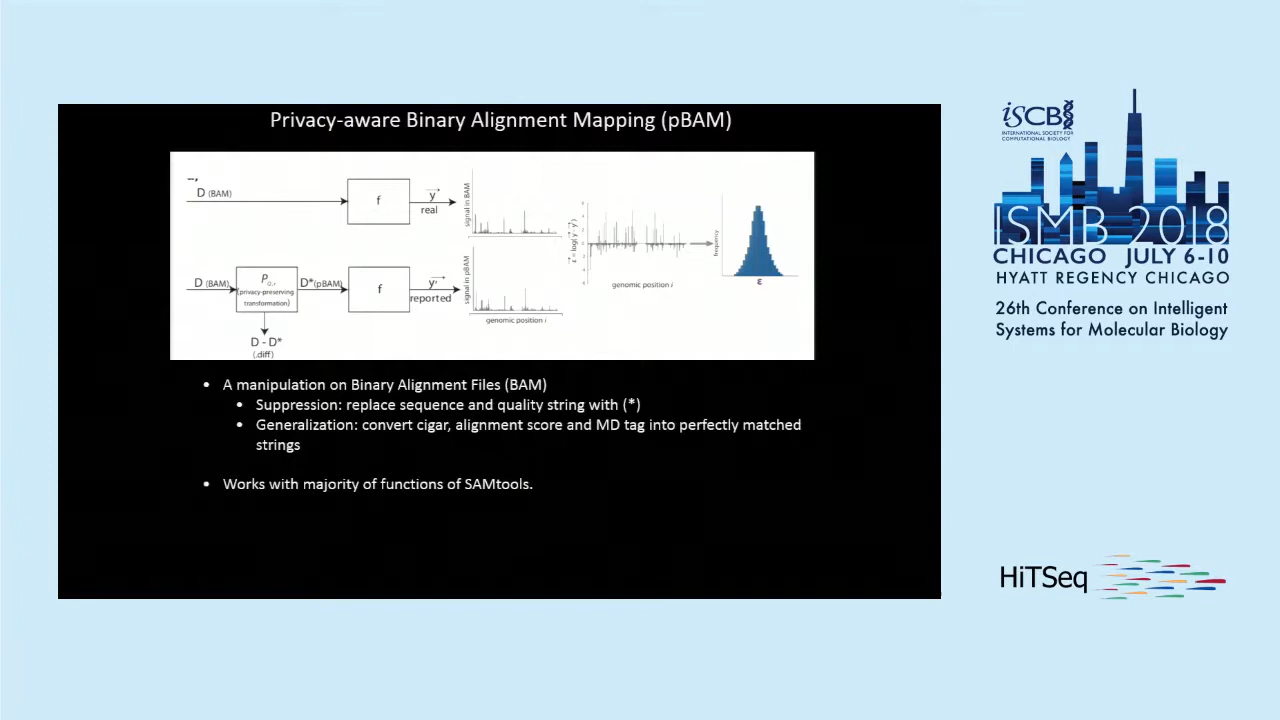 Privacy-aware Binary Alignment Mapping (pBAM)
D (BAM)
f
y
real
signal in BAM
D (BAM)
P
(privacy-preserving
transformation)
D*(pBAM)
f
y'
reported
signal in pBAM
genomic position i
D - D*
(.diff)
genomic position i
frequency
ε
• A manipulation on Binary Alignment Files (BAM)
• Suppression: replace sequence and quality string with (*)
• Generalization: convert cigar, alignment score and MD tag into perfectly matched
strings
• Works with majority of functions of SAMtools.
iSCB
INTERNATIONAL SOCIETY FOR
COMPUTATIONAL BIOLOGY
ISMB 2018
CHICAGO JULY 6-10
HYATT REGENCY CHICAGO
26th Conference on Intelligent
Systems for Molecular Biology
HiTSeq